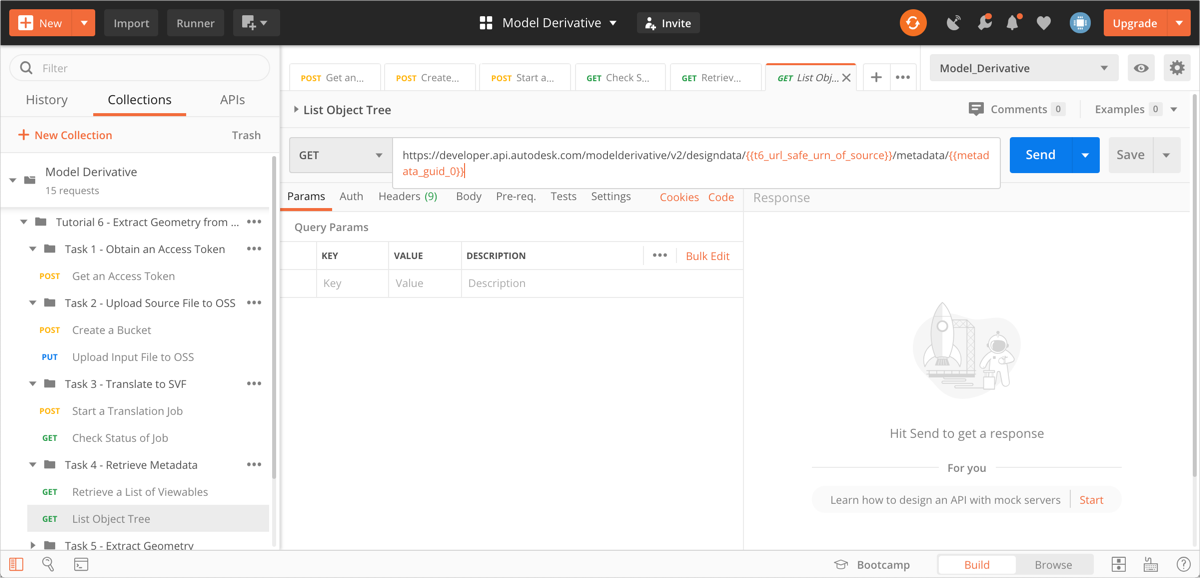 New
Import
Runner
Model Derivative
Invite
Upgrade
Filter
History
Collections
APIs
New Collection
Trash
Model Derivative
15 requests
Tutorial 6 - Extract Geometry from ...
Task 1 - Obtain an Access Token
POST Get an Access Token
Task 2 - Upload Source File to OSS
POST Create a Bucket
PUT Upload Input File to OSS
Task 3 - Translate to SVF
POST Start a Translation Job
GET Check Status of Job
Task 4 - Retrieve Metadata
GET Retrieve a List of Viewables
GET List Object Tree
Task 5 - Extract Geometry
POST Get an...
POST Create...
POST Start a...
GET Check S...
GET Retriev...
GET List Obj...
Model_Derivative
List Object Tree
Comments 0
Examples 0
GET
https://developer.api.autodesk.com/modelderivative/v2/designdata/{{t6_url_safe_urn_of_source}}/metadata/{{metad
ata_guid_0}}
Send
Save
Params
Auth
Headers (9)
Body
Pre-req.
Tests
Settings
Cookies
Code
Query Params
KEY
VALUE
DESCRIPTION
Bulk Edit
Key
Value
Description
Response
Hit Send to get a response
For you
Learn how to design an API with mock servers
Start
Bootcamp
Build
Browse